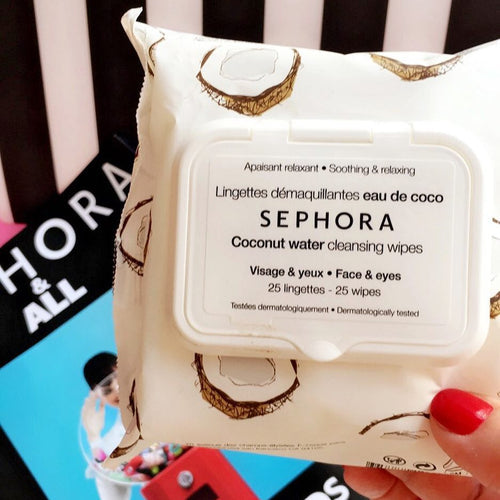 Apaisant relaxant • Soothing & relaxing
Lingettes démaquillantes eau de coco
SEPHORA
Coconut water cleansing wipes
Visage & yeux • Face & eyes
25 lingettes - 25 wipes
Testées dermatologiquement • Dermatologically tested
HORA
&
ALL